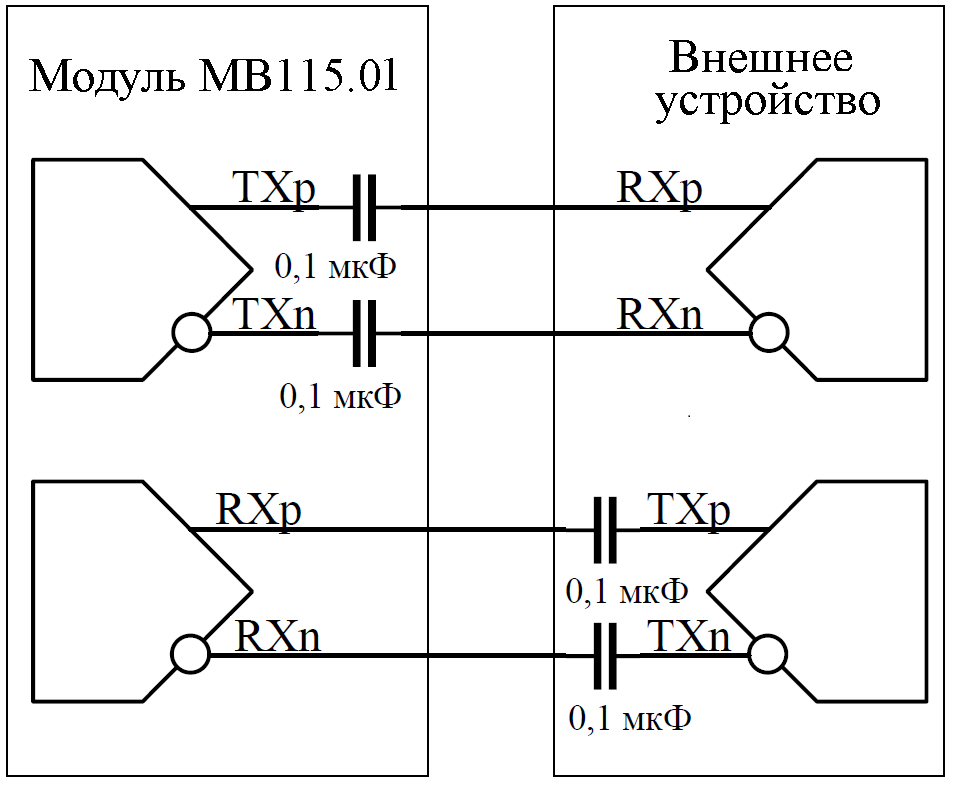 Модуль МВ115.01
Внешнее
устройство
TXp
RXp
0,1 мкФ
TXn
RXn
0,1 мкФ
RXp
TXp
0,1 мкФ
RXn
TXn
0,1 мкФ